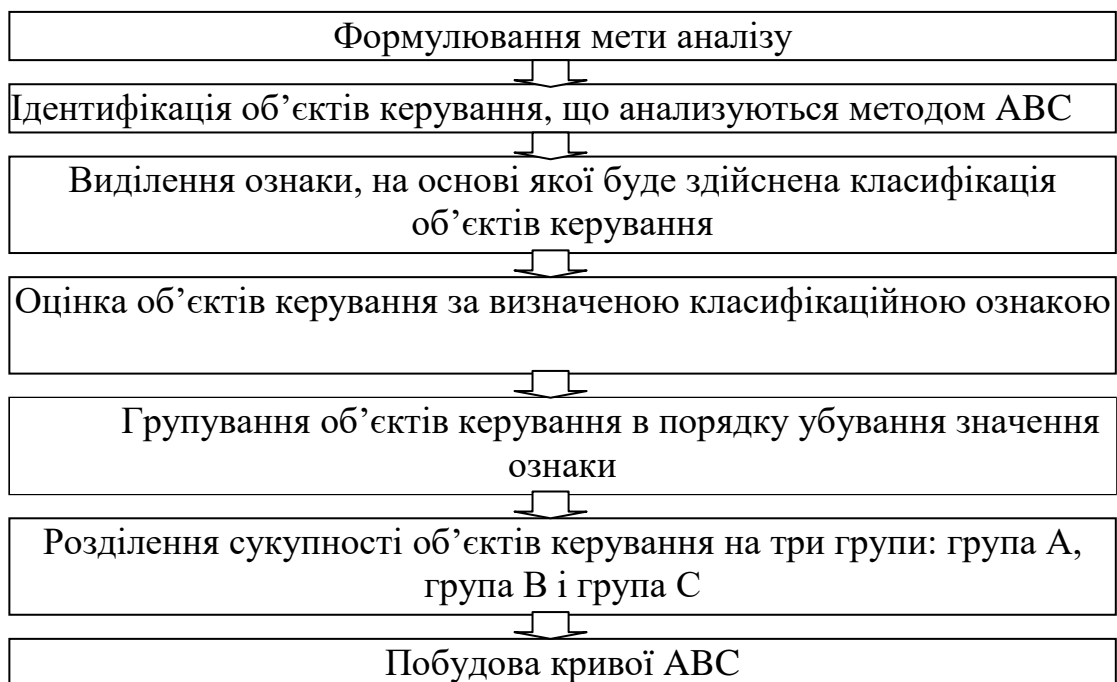 Формулювання мети аналізу
Ідентифікація об’єктів керування, що анализуються методом АВС
Виділення ознаки, на основі якої буде здійснена класифікація
об’єктів керування
Оцінка об’єктів керування за визначеною класифікаційною ознакою
Групування об’єктів керування в порядку убування значення
ознаки
Розділення сукупності об’єктів керування на три групи: група А,
група В і група С
Побудова кривої АВС